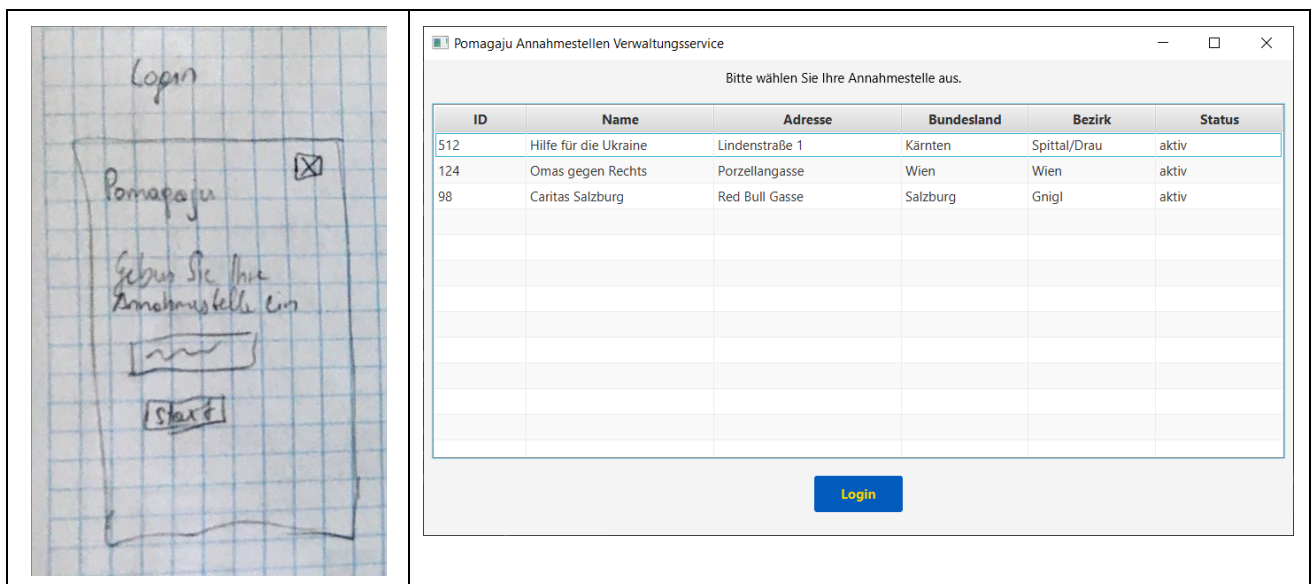 Login
Pomagaju
Geben Sie Ihre
Annahmestelle ein
Start
Pomagaju Annahmestellen Verwaltungsservice
Bitte wählen Sie Ihre Annahmestelle aus.
ID Name Adresse Bundesland Bezirk Status
512 Hilfe für die Ukraine Lindenstraße 1 Kärnten Spittal/Drau aktiv
124 Omas gegen Rechts Porzellangasse Wien Wien aktiv
98 Caritas Salzburg Red Bull Gasse Salzburg Gnigl aktiv
Login